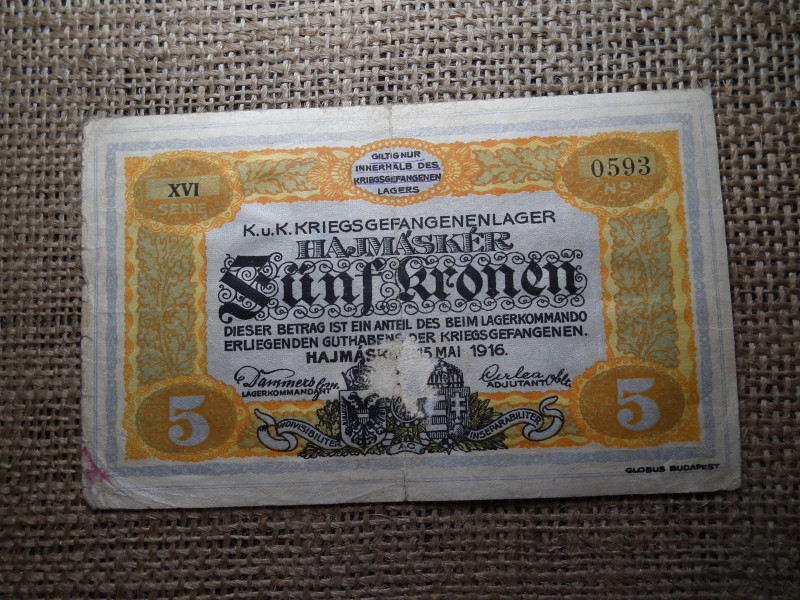 XVI
SERIE
GILTIG NUR
INNERHALB DES
KRIEGSGEFANGENEN
LAGERS
0593
No
K.u.K. KRIEGSGEFANGENENLAGER
HAJMÁSKÉR
Fünf Kronen
DIESER BETRAG IST EIN ANTEIL DES BEIM LAGERKOMMANDO
ERLIEGENDEN GUTHABENS DER KRIEGSGEFANGENEN.
15 MAI 1916.
LAGERKOMMANDANT
ADJUTANT
5
5
INSEPARABILITER
GLOBUS BUDAPEST